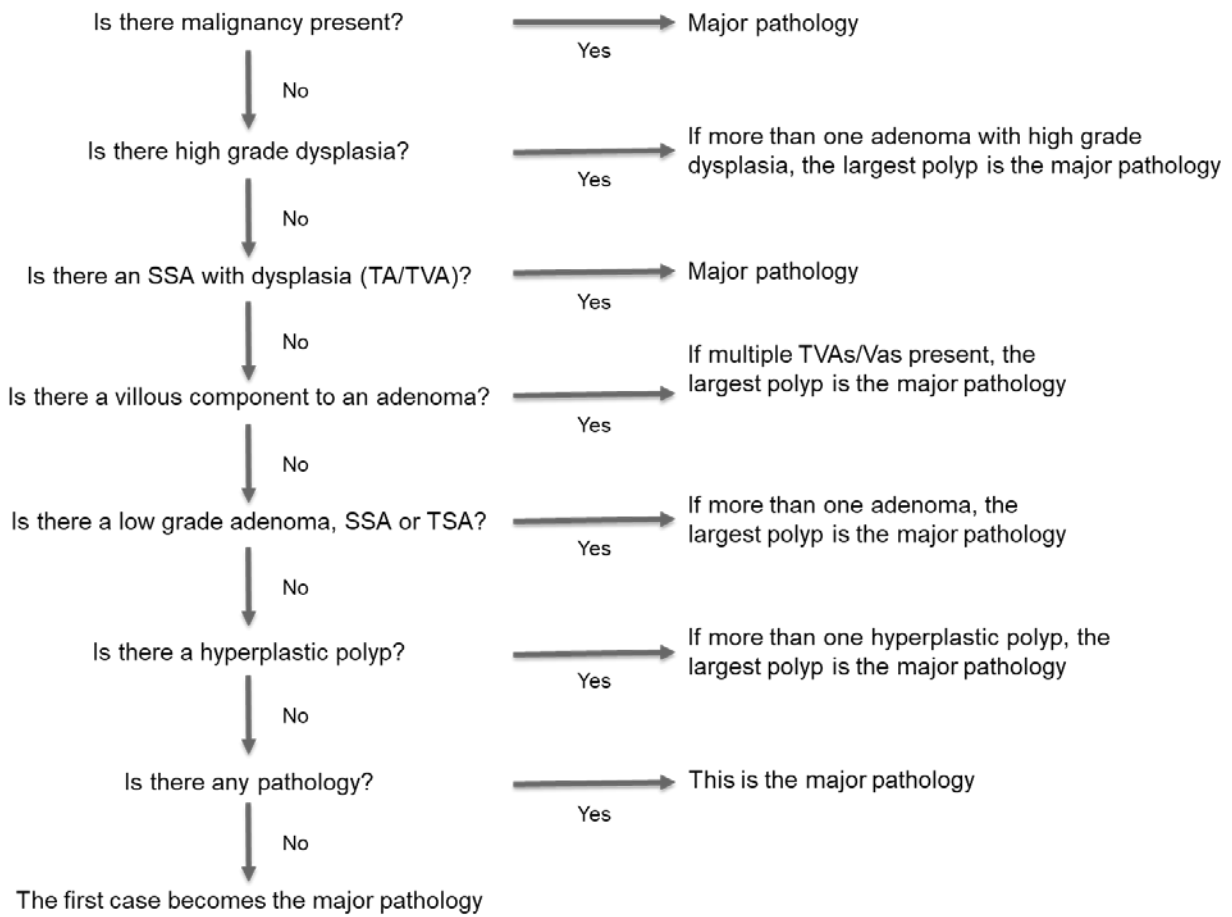 Is there malignancy present?
Yes
Major pathology
No
Is there high grade dysplasia?
Yes
If more than one adenoma with high grade
dysplasia, the largest polyp is the major pathology
No
Is there an SSA with dysplasia (TA/TVA)?
Yes
Major pathology
No
Is there a villous component to an adenoma?
Yes
If multiple TVAs/Vas present, the
largest polyp is the major pathology
No
Is there a low grade adenoma, SSA or TSA?
Yes
If more than one adenoma, the
largest polyp is the major pathology
No
Is there a hyperplastic polyp?
Yes
If more than one hyperplastic polyp, the
largest polyp is the major pathology
No
Is there any pathology?
Yes
This is the major pathology
No
The first case becomes the major pathology